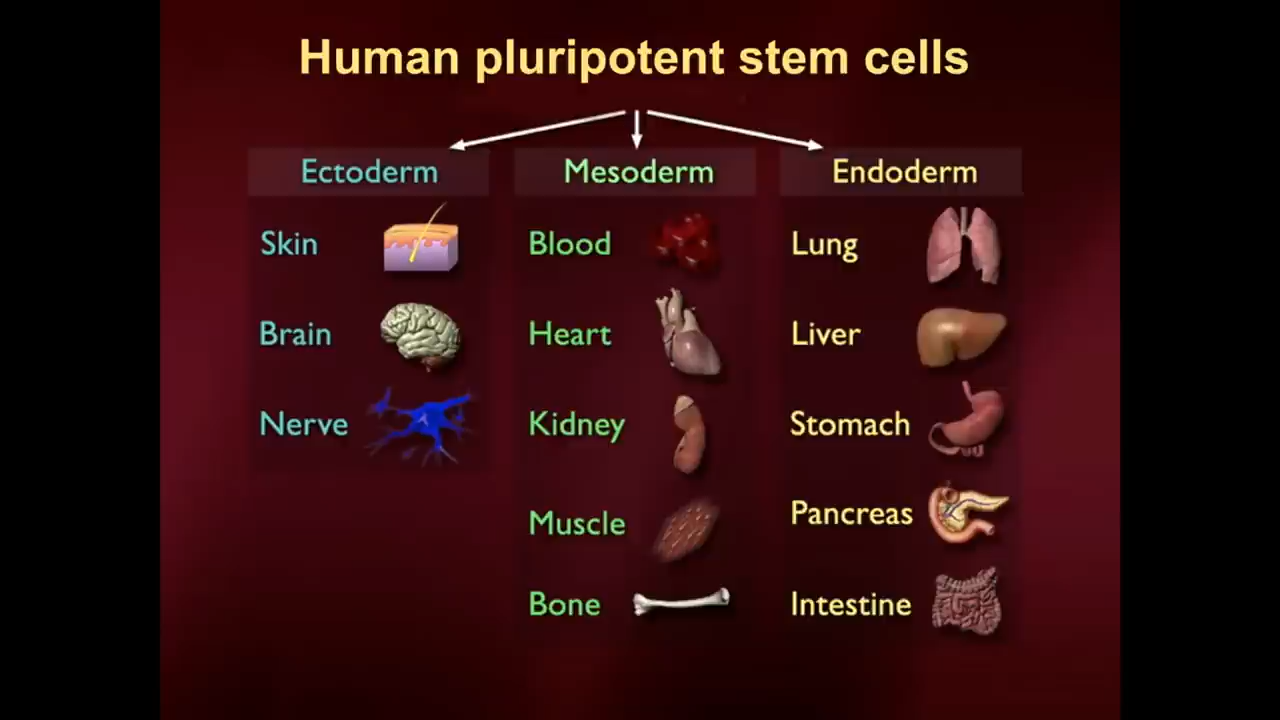 Human pluripotent stem cells
Ectoderm
Skin
Brain
Nerve
Mesoderm
Blood
Heart
Kidney
Muscle
Bone
Endoderm
Lung
Liver
Stomach
Pancreas
Intestine